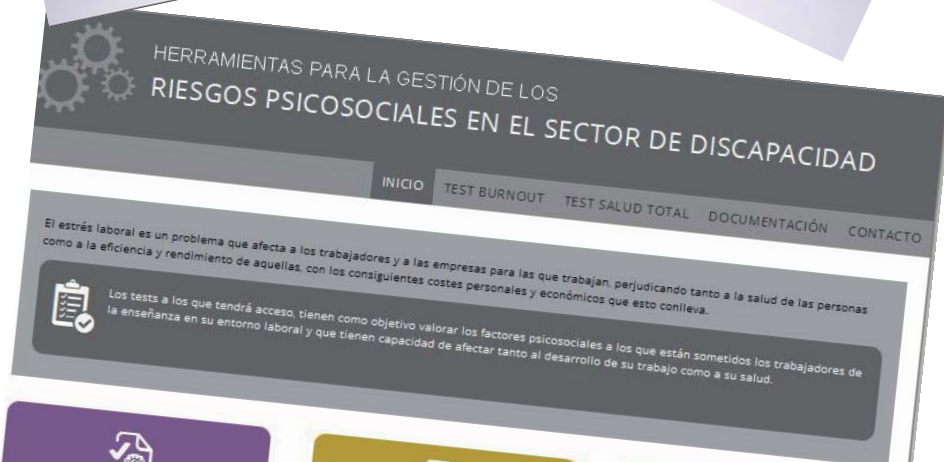 HERRAMIENTAS PARA LA GESTIÓN DE LOS
RIESGOS PSICOSOCIALES EN EL SECTOR DE DISCAPACIDAD
INICIO TEST BURNOUT TEST SALUD TOTAL DOCUMENTACIÓN CONTACTO
El estrés laboral es un problema que afecta a los trabajadores y a las empresas para las que trabajan, perjudicando tanto a la salud de las personas
como a la eficiencia y rendimiento de aquellas, con los consiguientes costes personales y económicos que esto conlleva.
Los tests a los que tendrá acceso, tienen como objetivo valorar los factores psicosociales a los que están sometidos los trabajadores de
la enseñanza en su entorno laboral y que tienen capacidad de afectar tanto al desarrollo de su trabajo como a su salud.